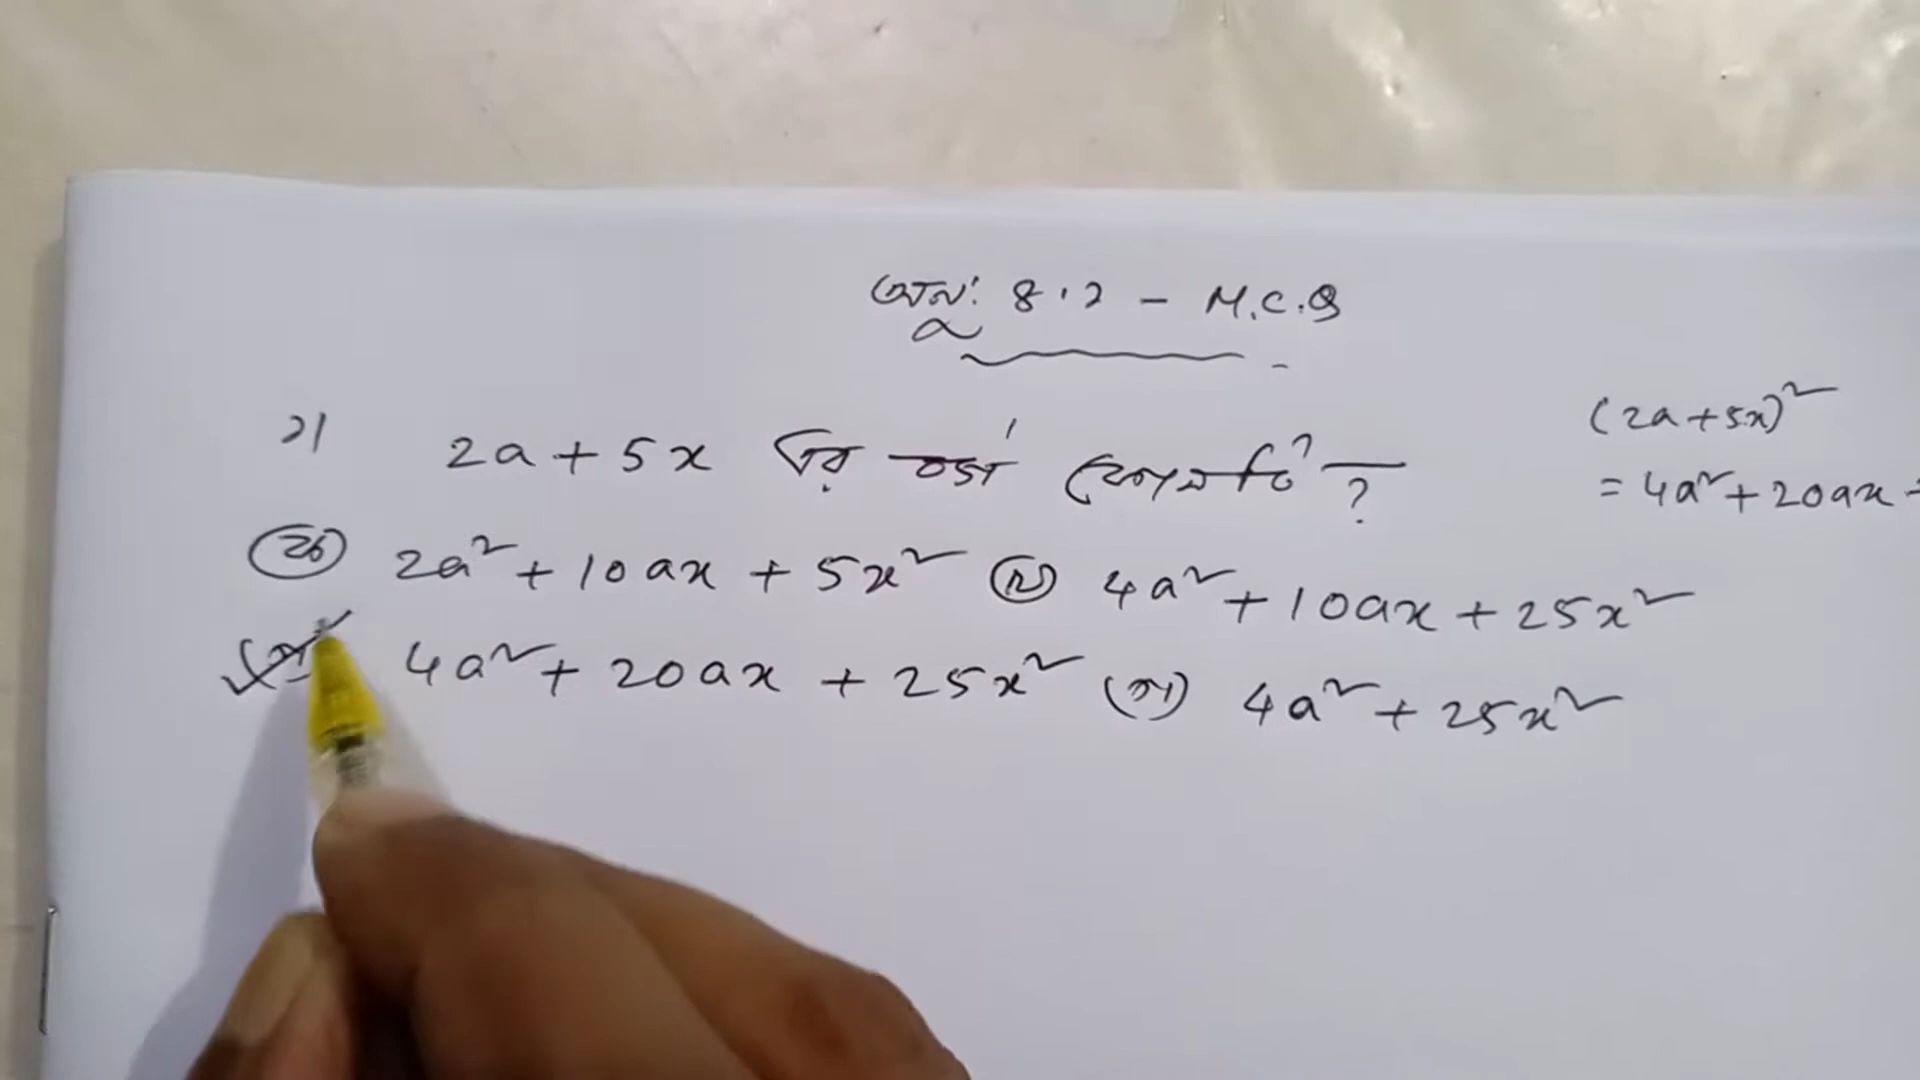 অনু: 8.২ - M.C.Q
১। 2a + 5x এর বর্গ কোনটি?
(ক) 2a² + 10ax + 5x² (খ) 4a² + 10ax + 25x²
4a² + 20ax + 25x² 4a² + 25x²
(2a + 5x)²
= 4a² + 20ax +